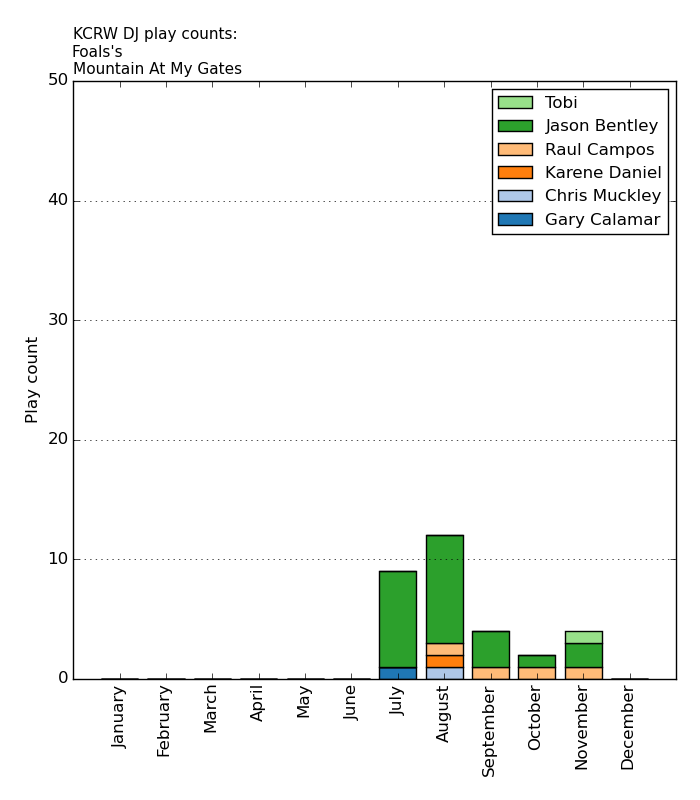 KCRW DJ play counts:
Foals's
Mountain At My Gates
50
40
30
20
10
0
Play count
Tobi
Jason Bentley
Raul Campos
Karene Daniel
Chris Muckley
Gary Calamar
January
February
March
April
May
June
July
August
September
October
November
December